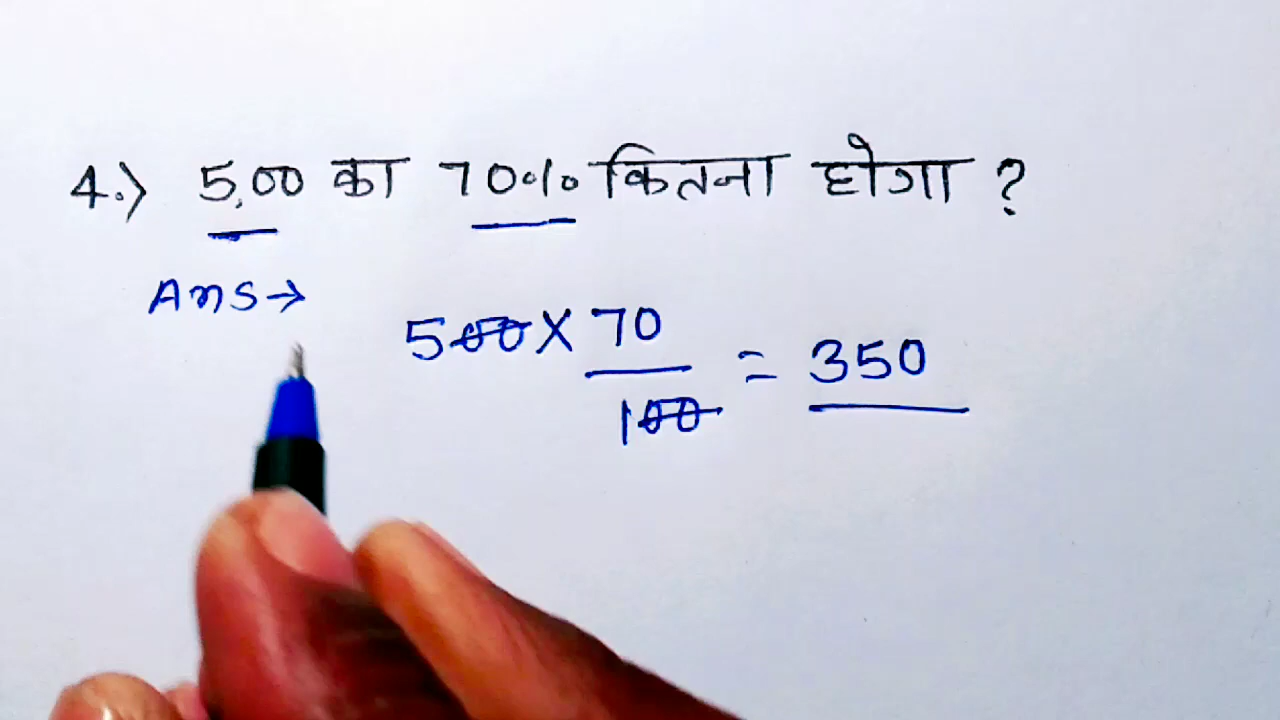 4.) 5,00 का 70% कितना होगा ?
Ans→
500 × 70/100 = 350